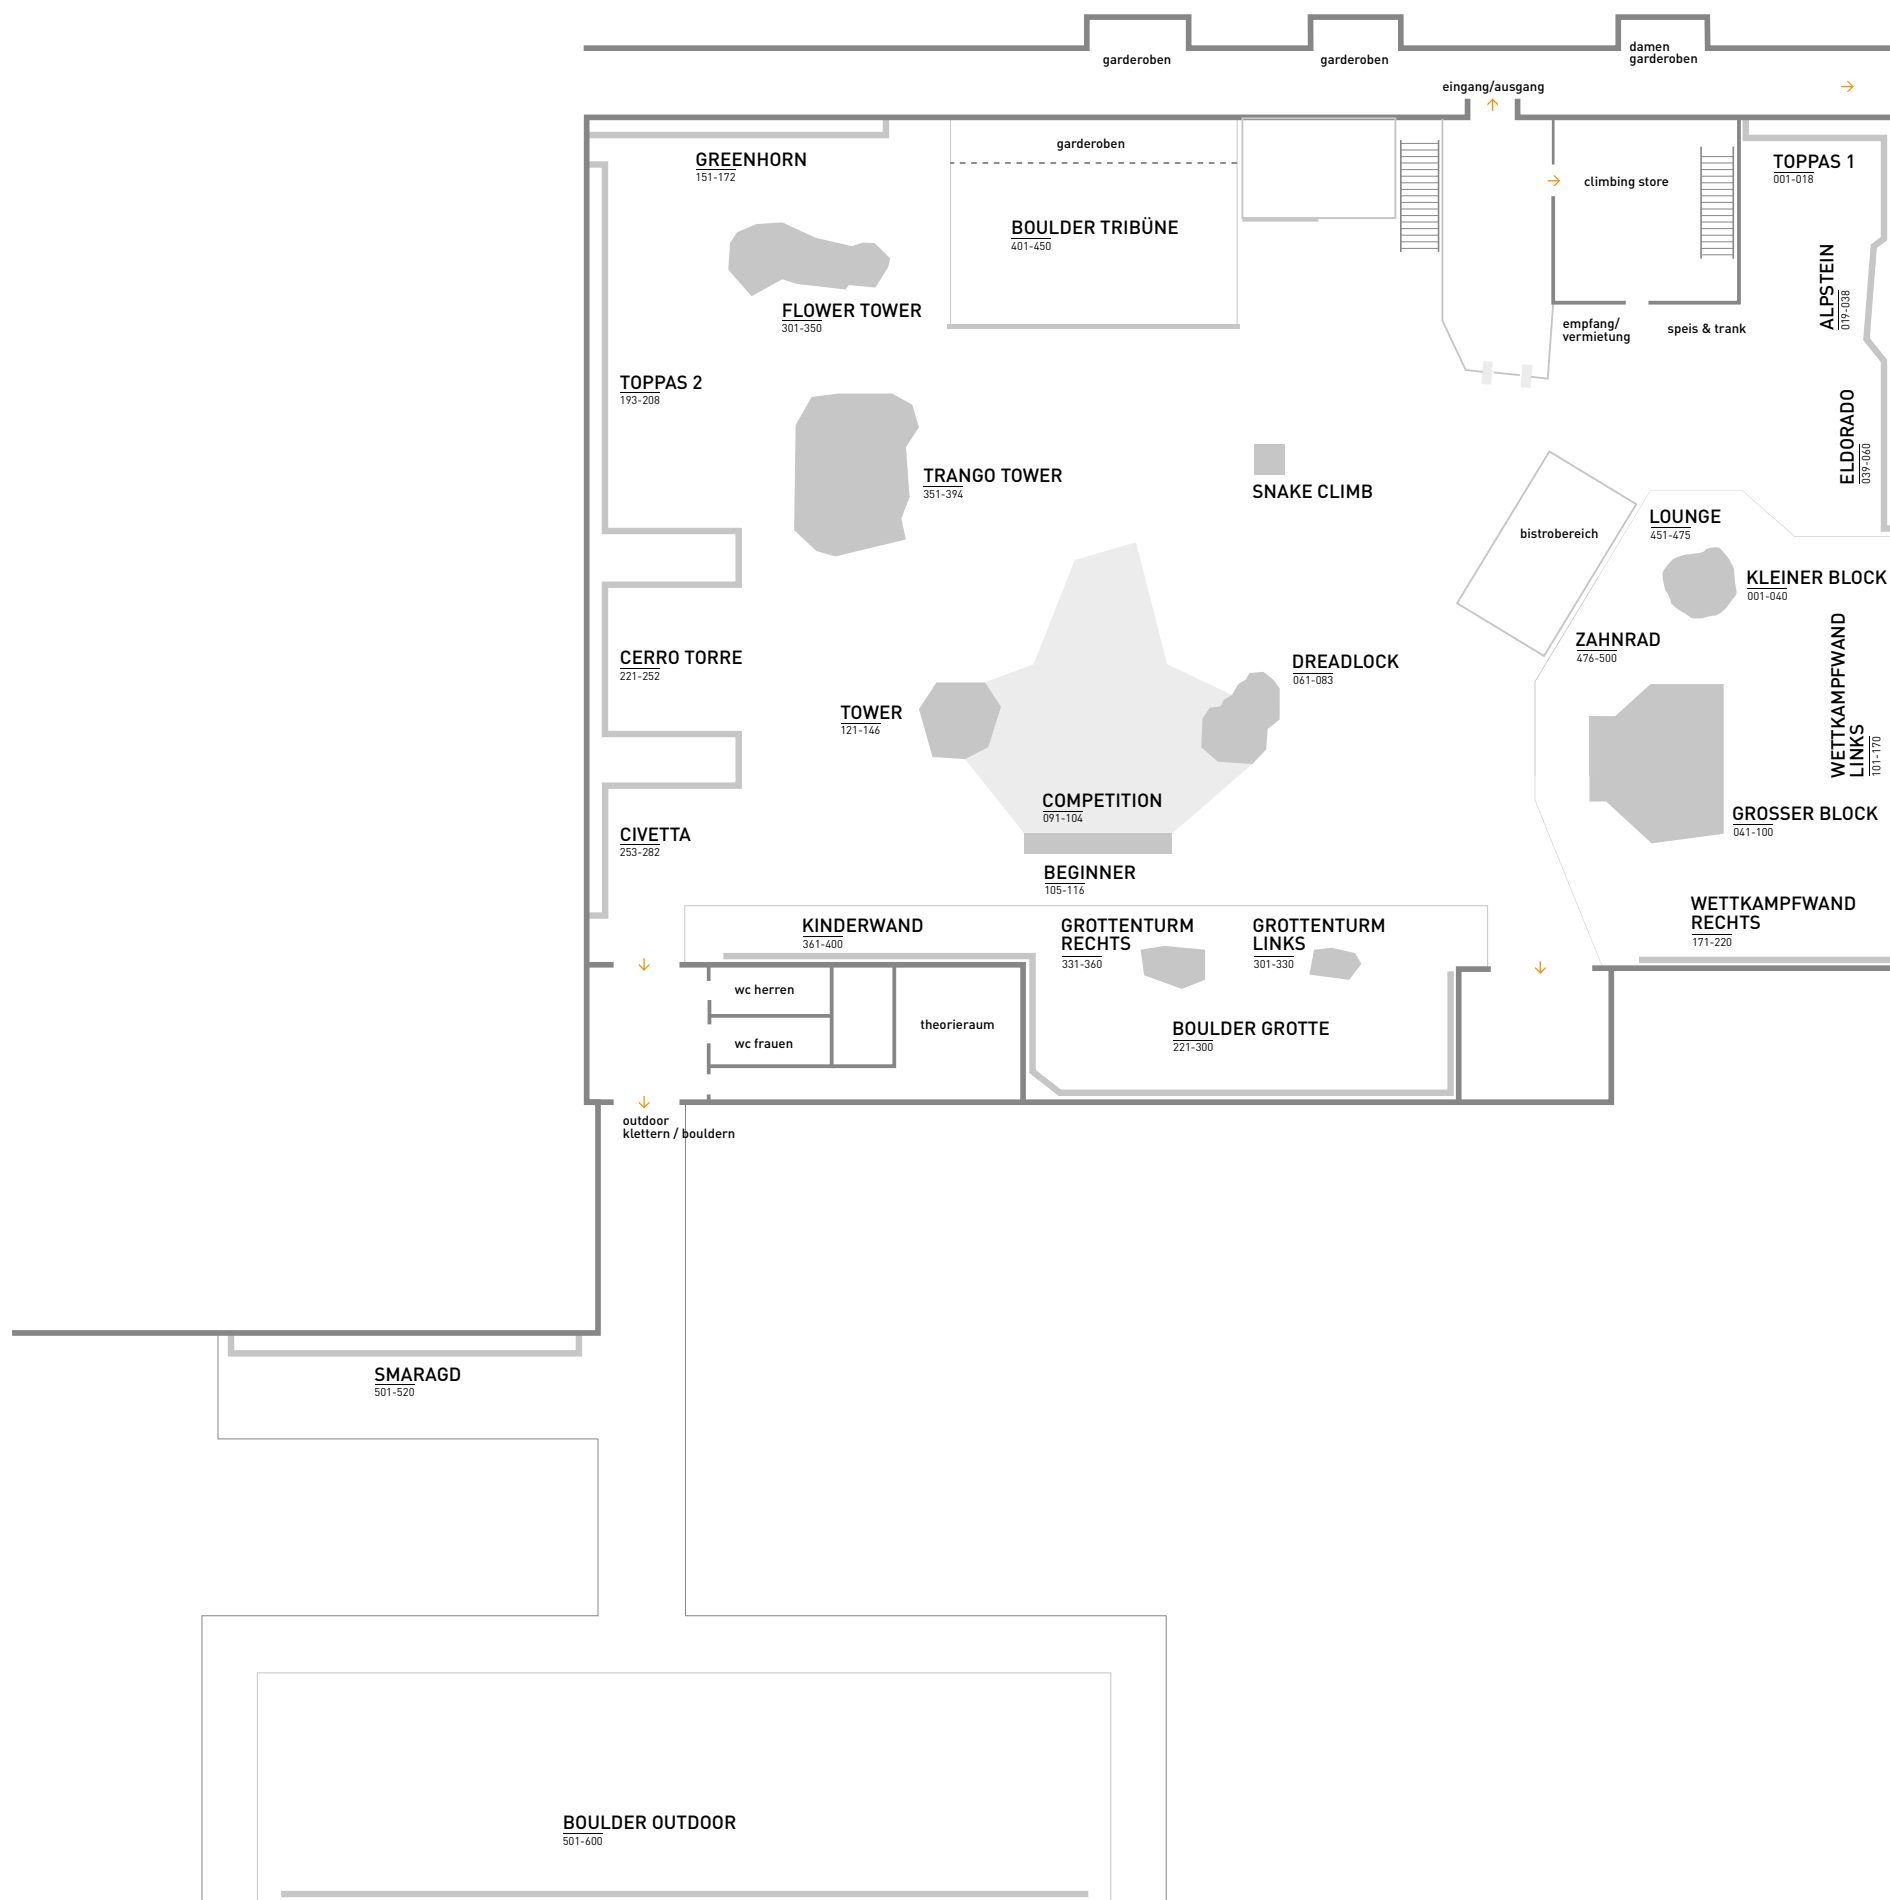 garderoben
garderoben
damen
garderoben
eingang/ausgang
garderoben
GREENHORN
151-172
BOULDER TRIBÜNE
401-450
climbing store
TOPPAS 1
001-018
FLOWER TOWER
301-350
empfang/
vermietung
speis & trank
ALPSTEIN
019-038
TOPPAS 2
193-208
ELDORADO
039-060
TRANGO TOWER
351-394
SNAKE CLIMB
bistrobereich
LOUNGE
451-475
KLEINER BLOCK
001-040
ZAHNRAD
476-500
WETTKAMPFWAND
LINKS
101-170
CERRO TORRE
221-252
DREADLOCK
061-083
TOWER
121-146
COMPETITION
091-104
GROSSER BLOCK
041-100
CIVETTA
253-282
BEGINNER
105-116
WETTKAMPFWAND
RECHTS
171-220
KINDERWAND
361-400
GROTTENTURM
RECHTS
331-360
GROTTENTURM
LINKS
301-330
wc herren
wc frauen
theorieraum
BOULDER GROTTE
221-300
outdoor
klettern / bouldern
SMARAGD
501-520
BOULDER OUTDOOR
501-600